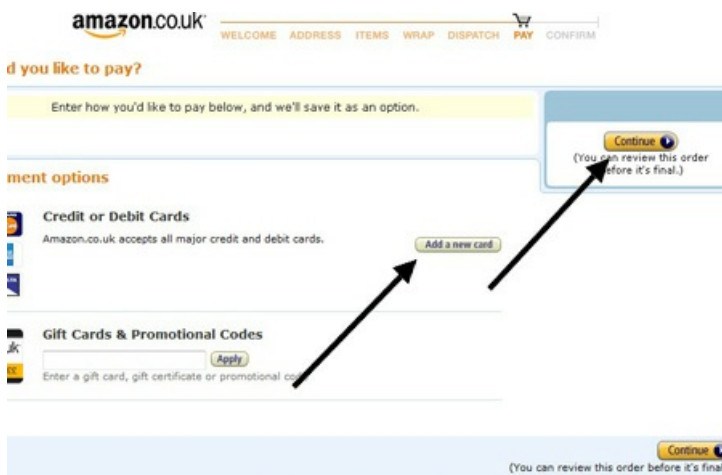 amazon.co.uk
WELCOME ADDRESS ITEMS WRAP DISPATCH PAY CONFIRM
d you like to pay?
Enter how you'd like to pay below, and we'll save it as an option.
Continue
(You can review this order
before it's final.)
ment options
Credit or Debit Cards
Amazon.co.uk accepts all major credit and debit cards.
Add a new card
Gift Cards & Promotional Codes
Apply
Enter a gift card, gift certificate or promotional
Continue
(You can review this order before it's final